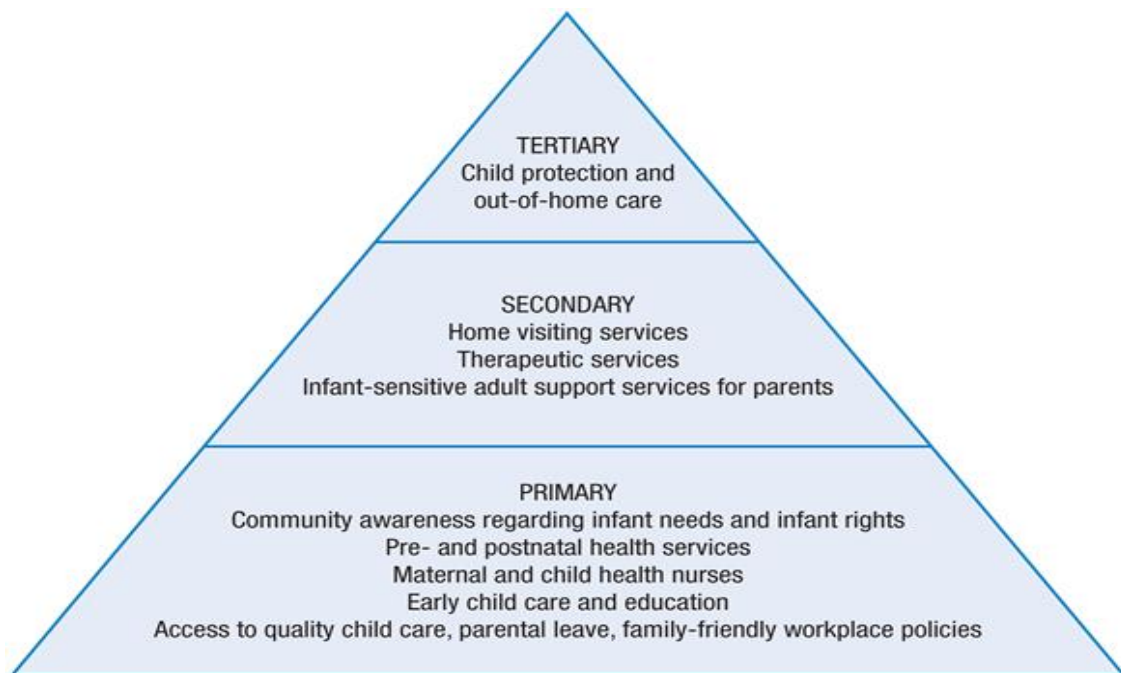 TERTIARY
Child protection and
out-of-home care
SECONDARY
Home visiting services
Therapeutic services
Infant-sensitive adult support services for parents
PRIMARY
Community awareness regarding infant needs and infant rights
Pre- and postnatal health services
Maternal and child health nurses
Early child care and education
Access to quality child care, parental leave, family-friendly workplace policies